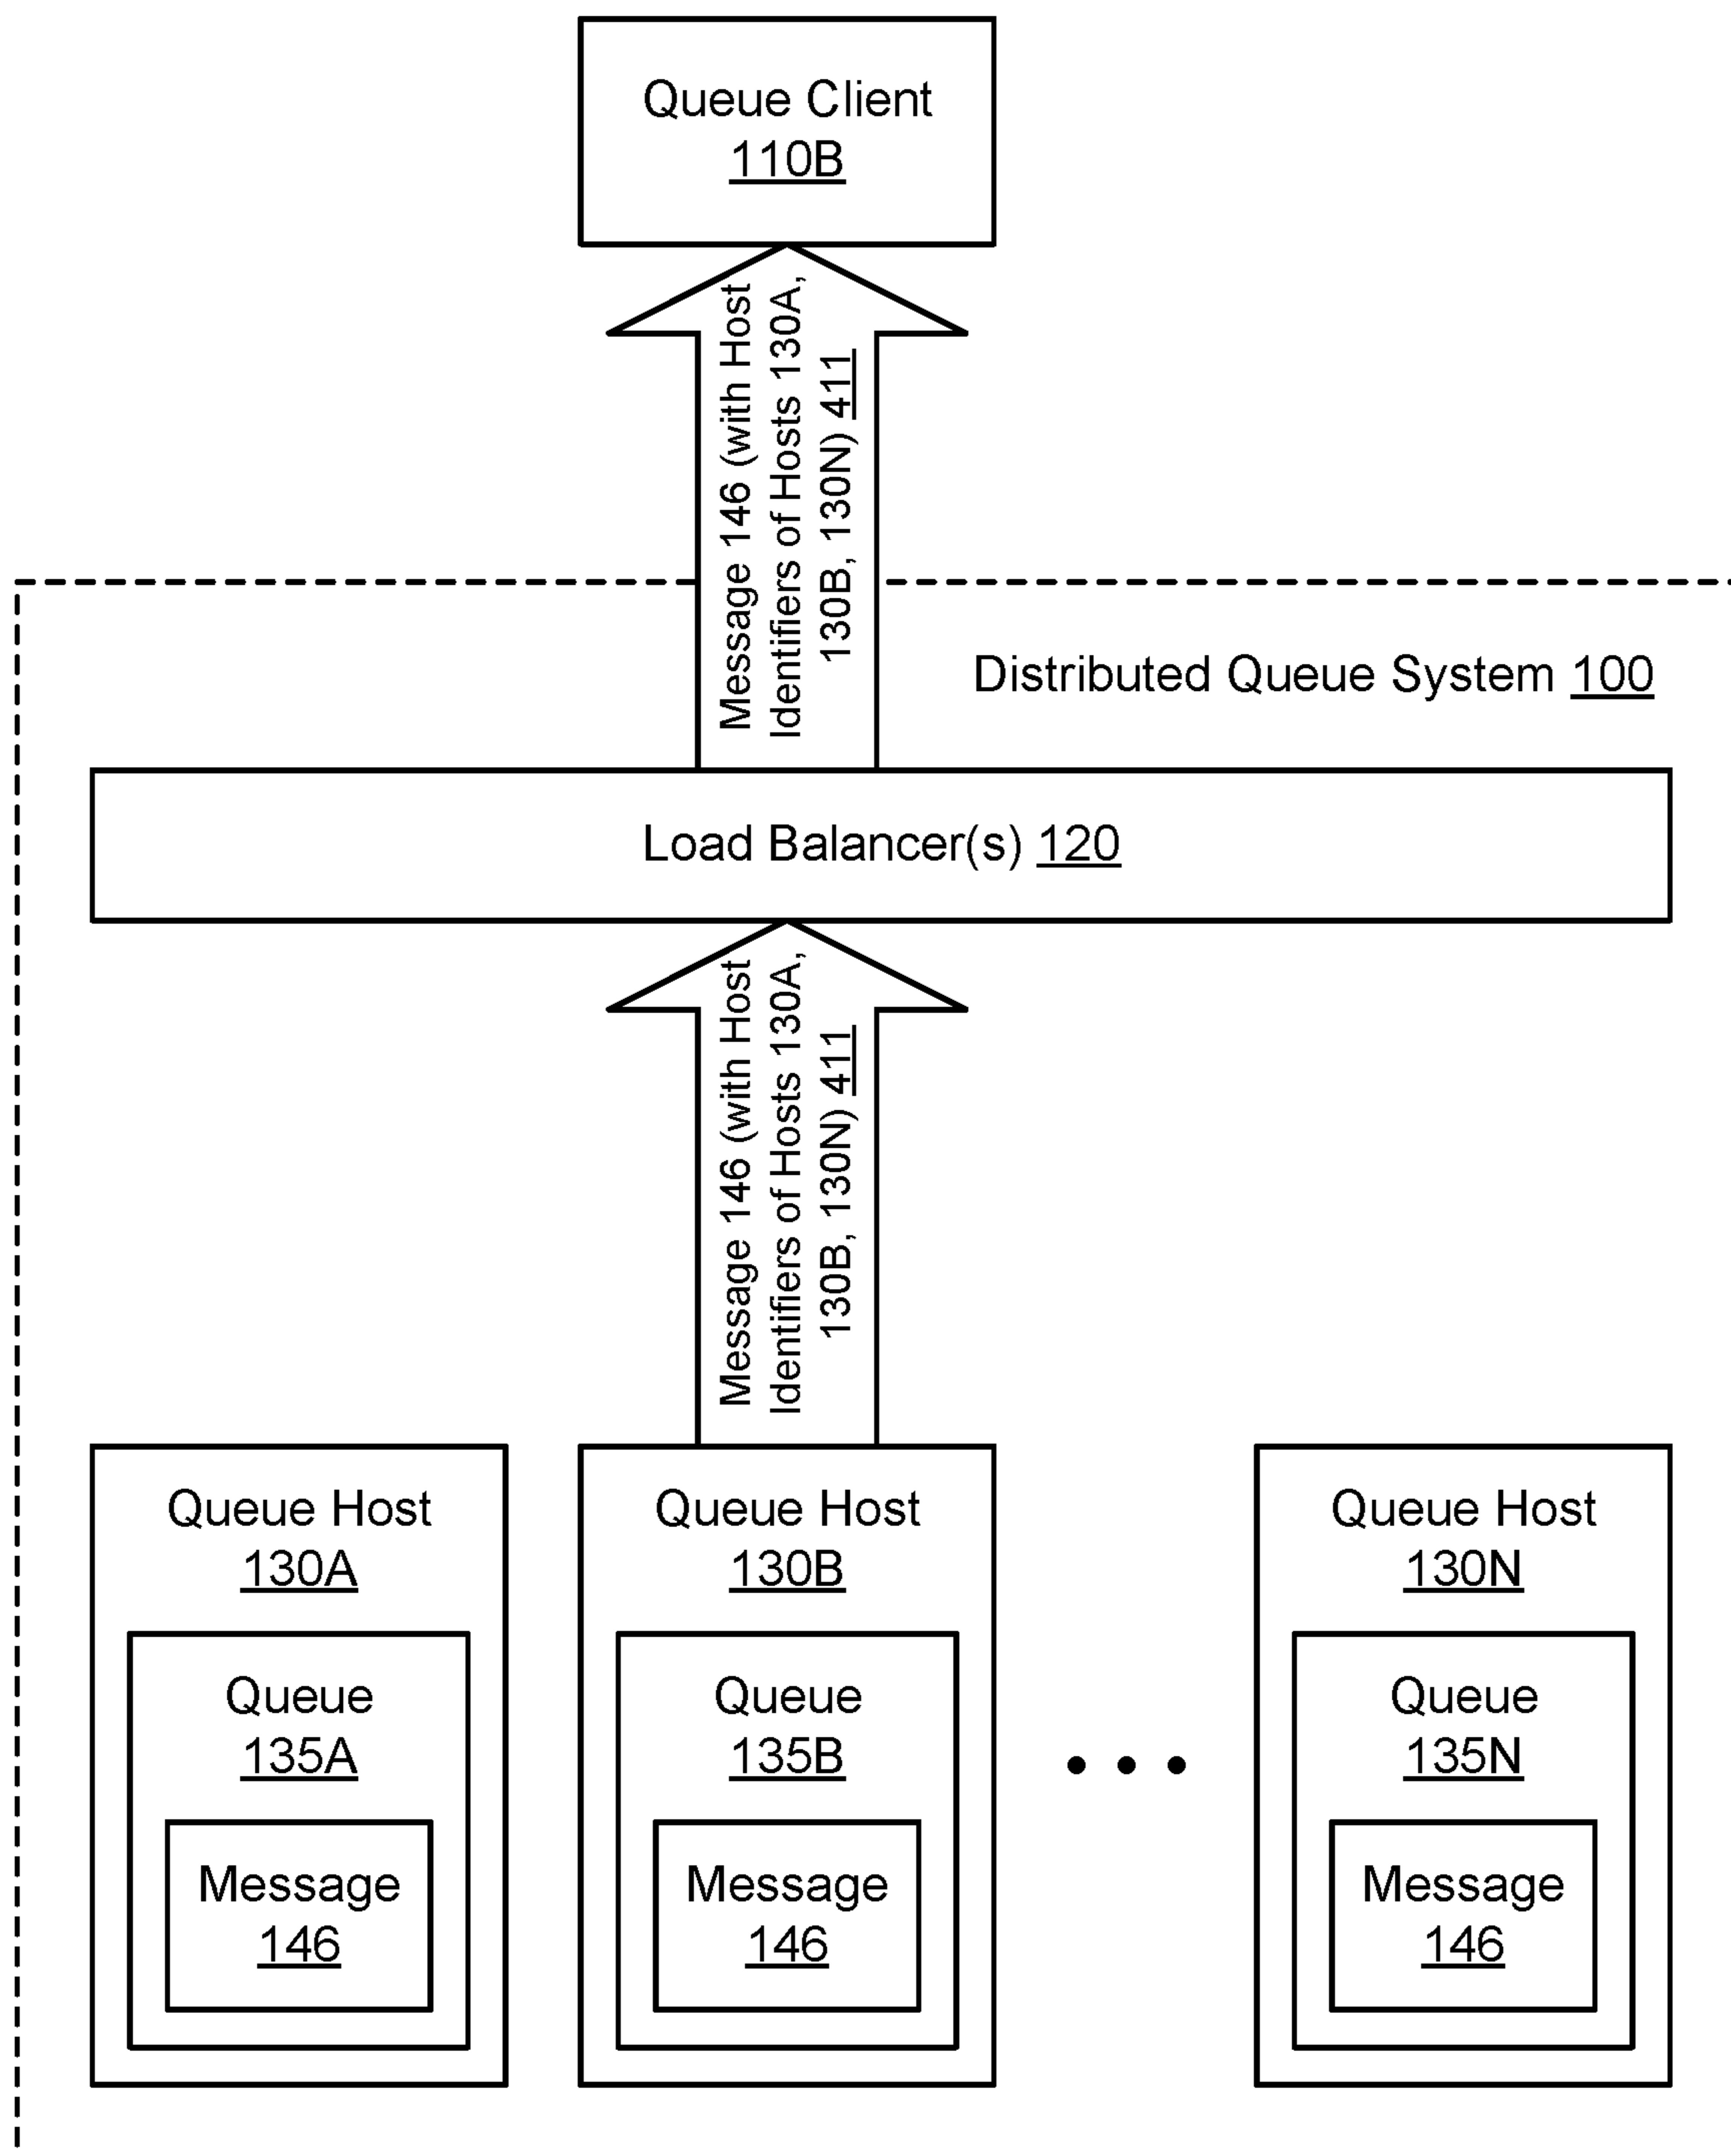 Queue Client
110B
Message 146 (with Host
Identifiers of Hosts 130A,
130B, 130N) 411
Distributed Queue System 100
Load Balancer(s) 120
Message 146 (with Host
Identifiers of Hosts 130A,
130B, 130N) 411
Queue Host
130A
Queue
135A
Message
146
Queue Host
130B
Queue
135B
Message
146
Queue Host
130N
Queue
135N
Message
146